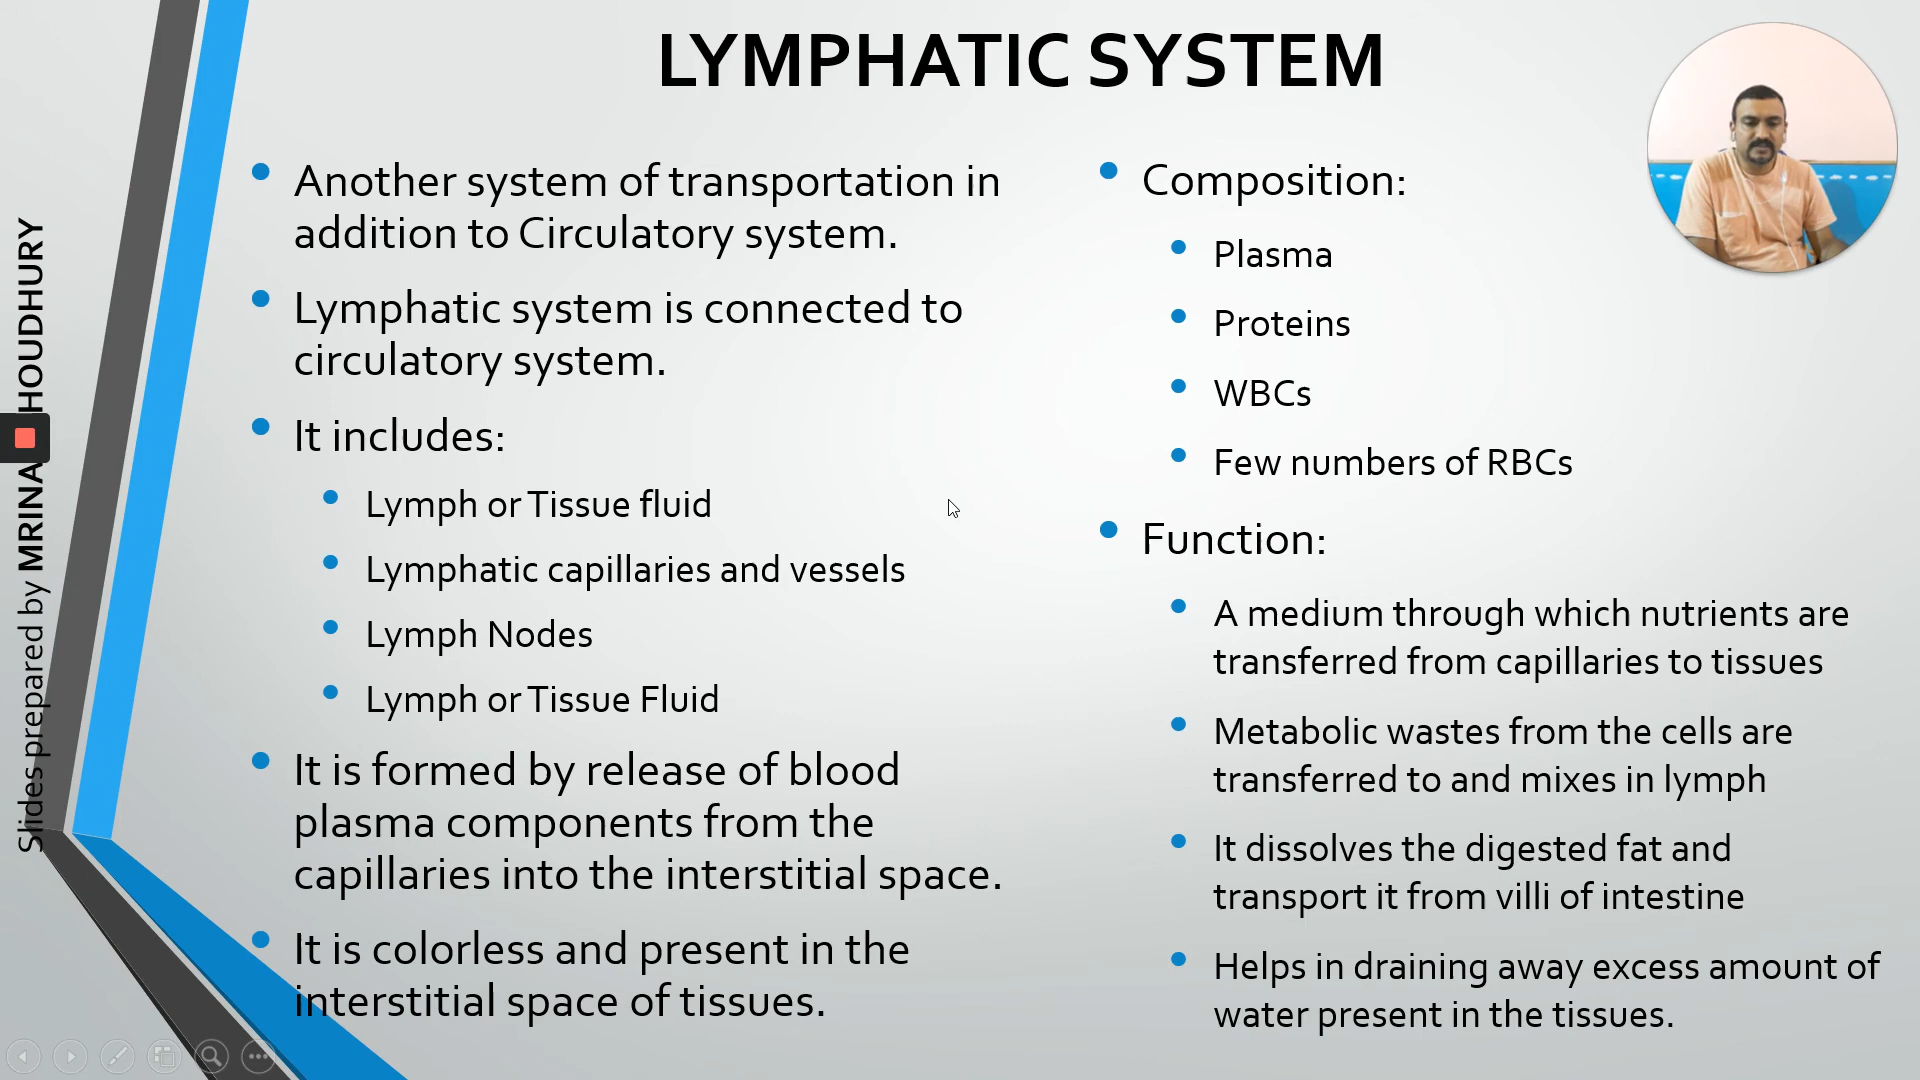 LYMPHATIC SYSTEM
Another system of transportation in
addition to Circulatory system.
Lymphatic system is connected to
circulatory system.
It includes:
Lymph or Tissue fluid
Lymphatic capillaries and vessels
Lymph Nodes
Lymph or Tissue Fluid
It is formed by release of blood
plasma components from the
capillaries into the interstitial space.
It is colorless and present in the
interstitial space of tissues.
Composition:
Plasma
Proteins
WBCs
Few numbers of RBCs
Function:
A medium through which nutrients are
transferred from capillaries to tissues
Metabolic wastes from the cells are
transferred to and mixes in lymph
It dissolves the digested fat and
transport it from villi of intestine
Helps in draining away excess amount of
water present in the tissues.
Slides prepared by